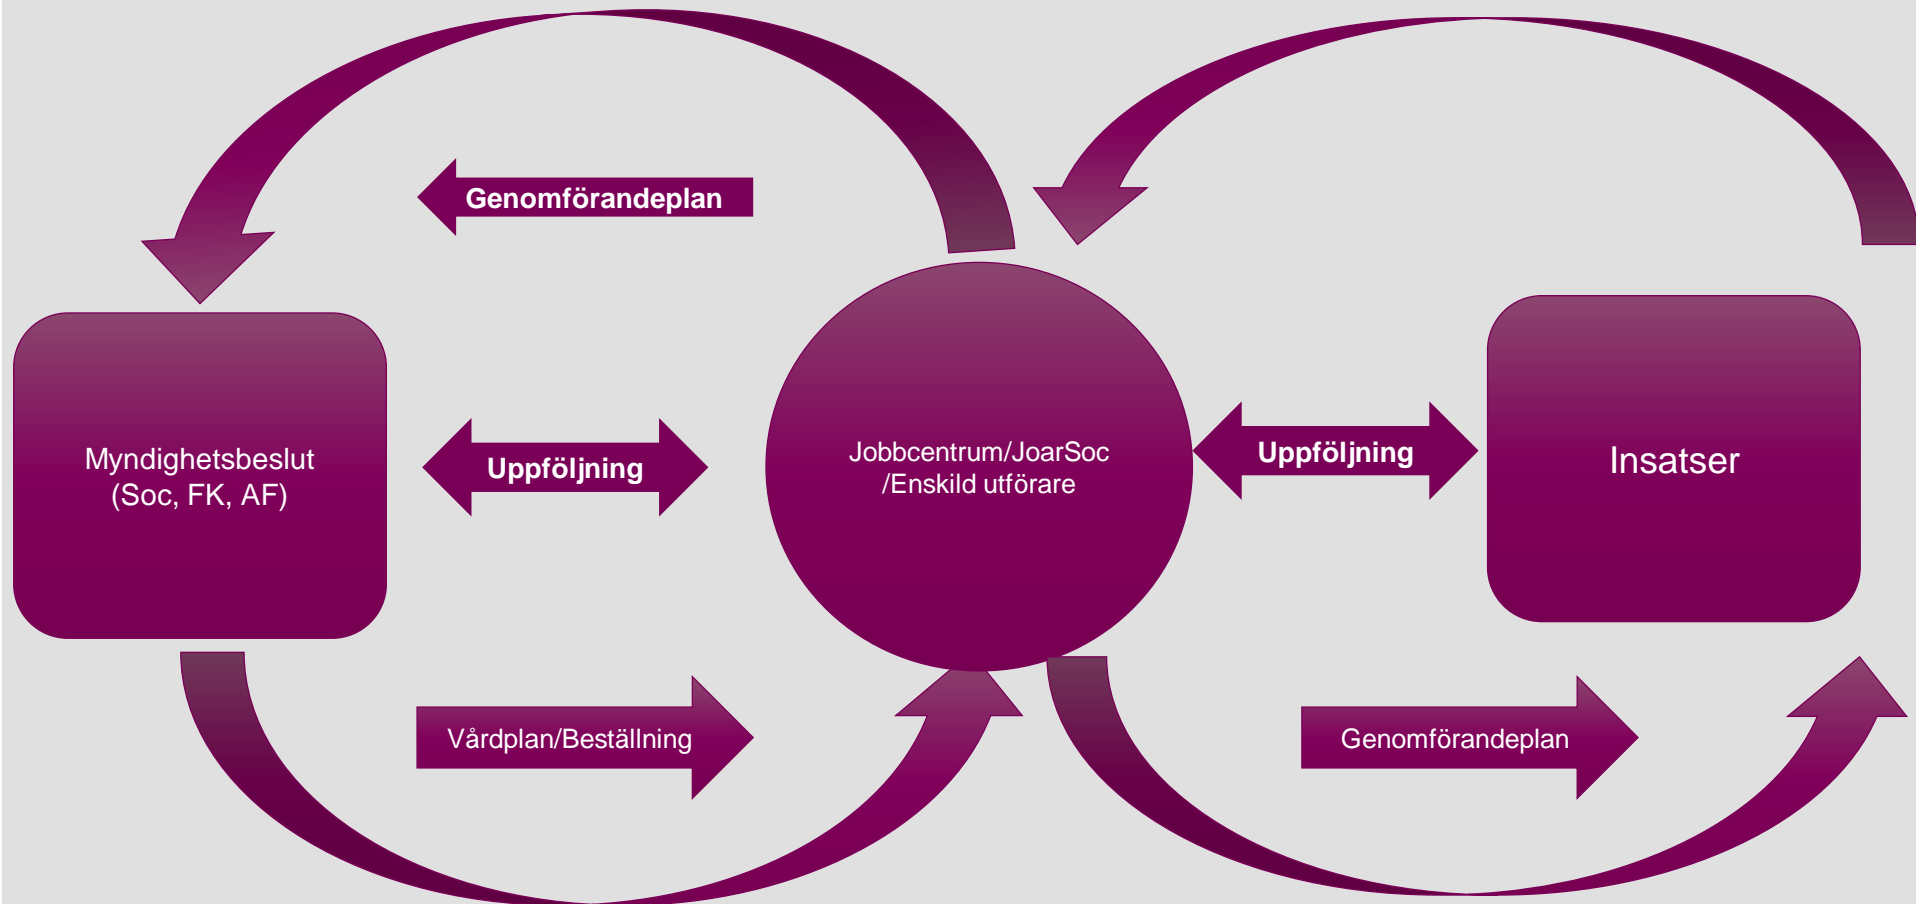 Genomförandeplan
Myndighetsbeslut
(Soc, FK, AF)
Uppföljning
Jobbcentrum/JoarSoc
/Enskild utförare
Uppföljning
Insatser
Vårdplan/Beställning
Genomförandeplan